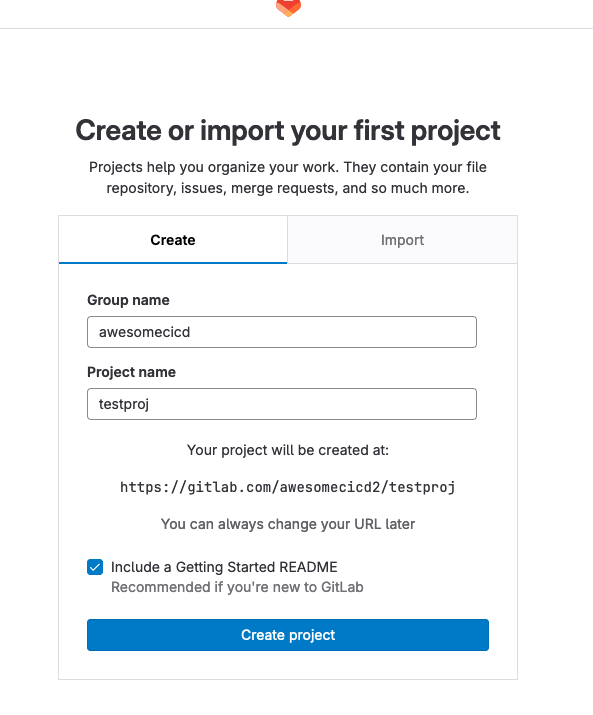 Create or import your first project
Projects help you organize your work. They contain your file
repository, issues, merge requests, and so much more.
Create
Import
Group name
awesomecicd
Project name
testproj
Your project will be created at:
https://gitlab.com/awesomecicd2/testproj
You can always change your URL later
Include a Getting Started README
Recommended if you're new to GitLab
Create project